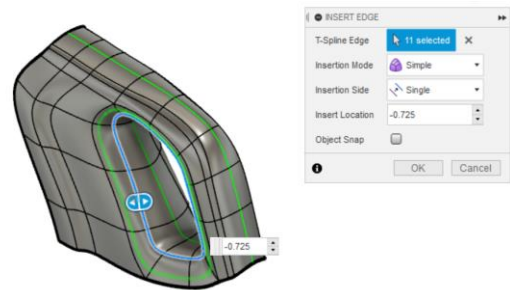 INSERT EDGE
T-Spline Edge 11 selected
Insertion Mode Simple
Insertion Side Single
Insert Location -0.725
Object Snap
OK Cancel
-0.725